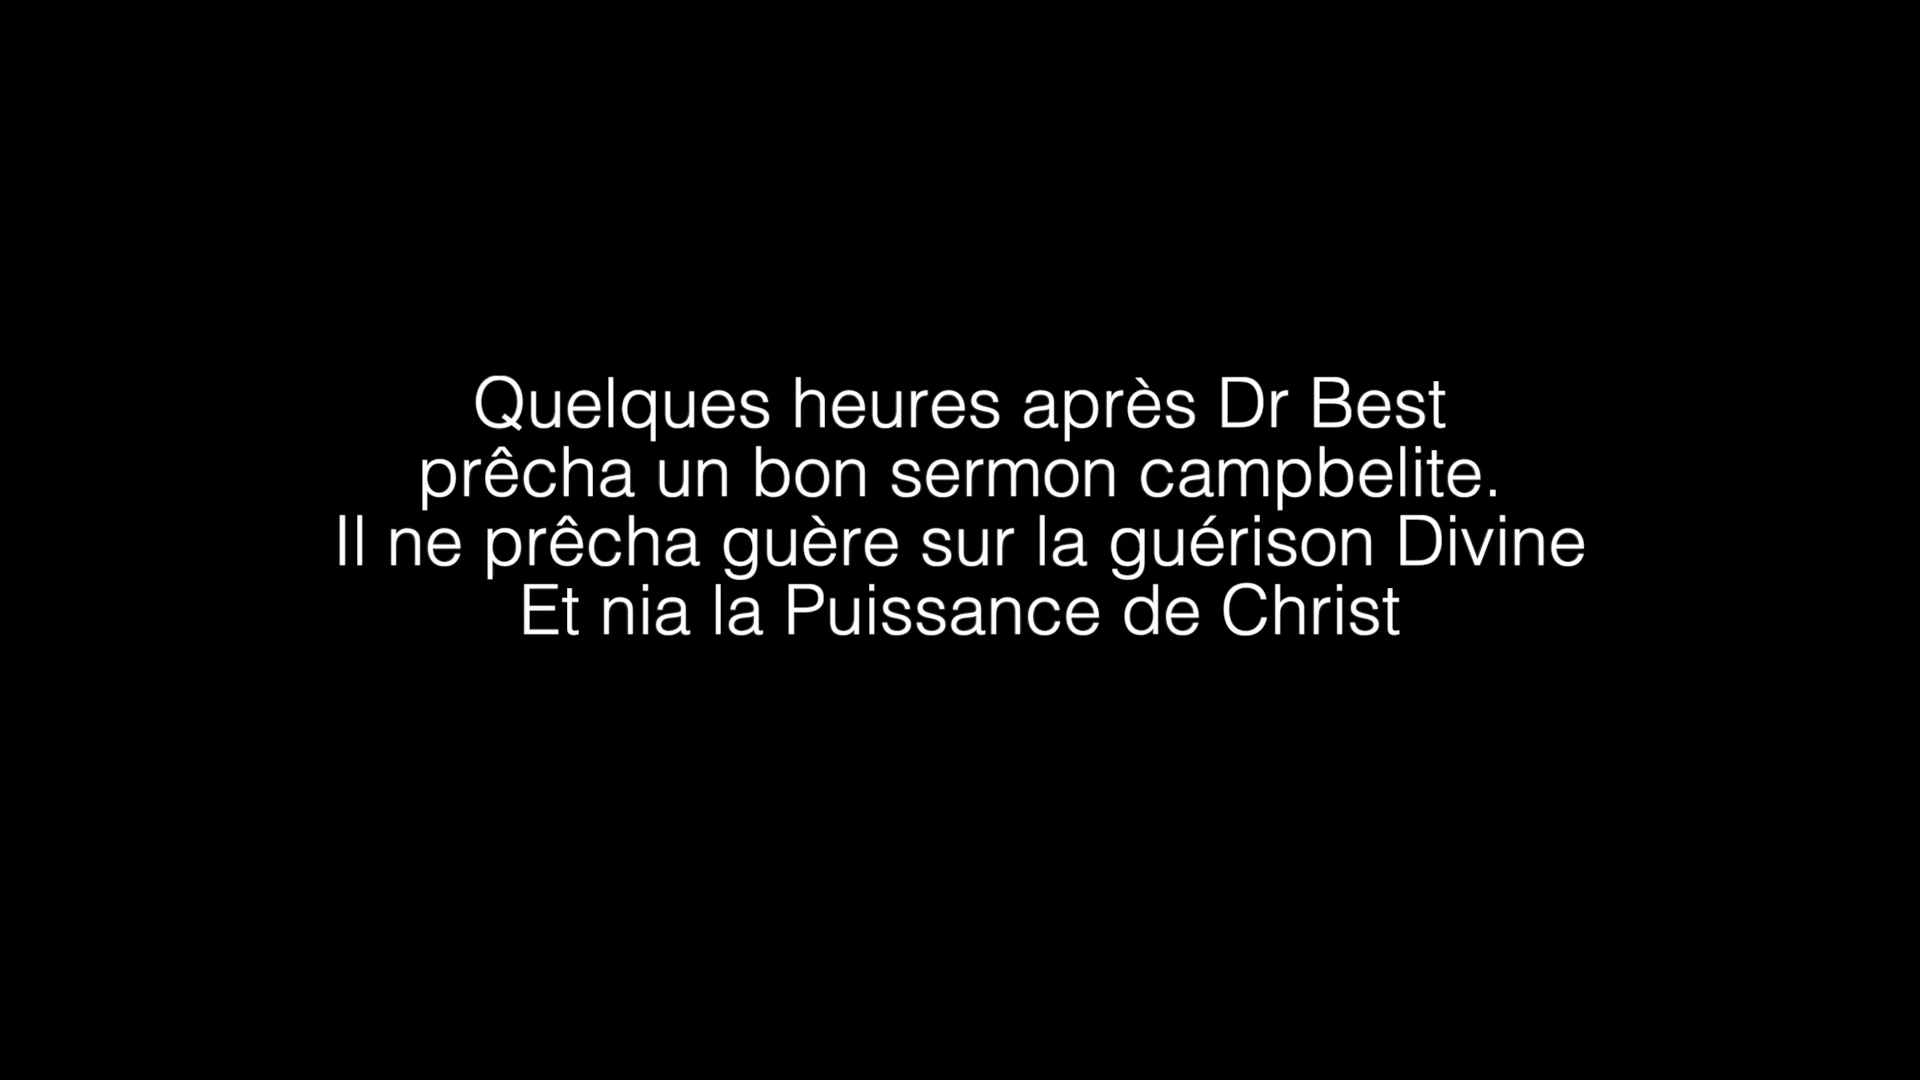 Quelques heures après Dr Best
prêcha un bon sermon campbelite.
Il ne prêcha guère sur la guérison Divine
Et nia la Puissance de Christ